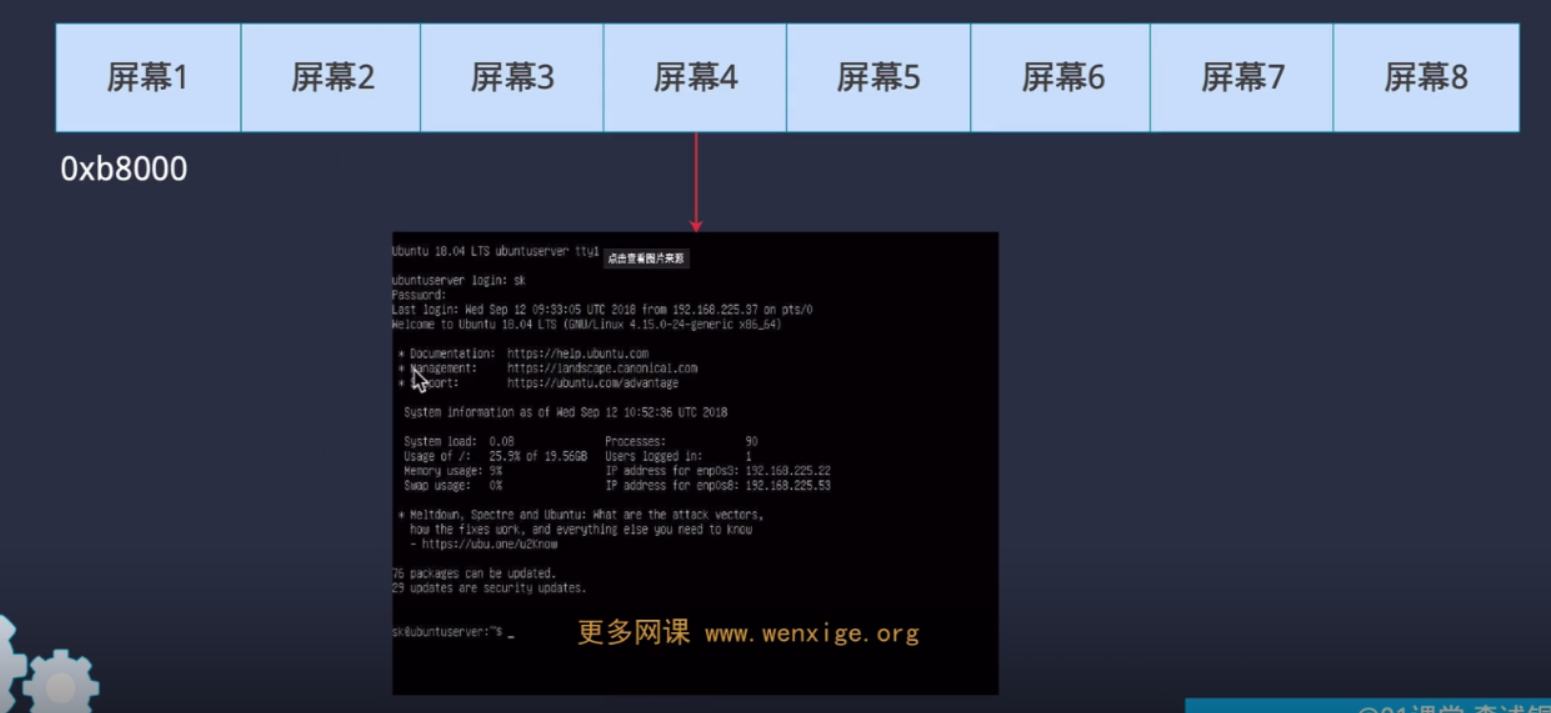 屏幕1 屏幕2 屏幕3 屏幕4 屏幕5 屏幕6 屏幕7 屏幕8
0xb8000
Ubuntu 18.04 LTS ubuntuserver tty1
点击查看图片来源
ubuntuserver login: sk
Password:
Last login: Wed Sep 12 09:33:05 UTC 2018 from 192.168.225.37 on pts/0
Welcome to Ubuntu 18.04 LTS (GNU/Linux 4.15.0-24-generic x86_64)
* Documentation: https://help.ubuntu.com
* Management: https://landscape.canonical.com
* Support: https://ubuntu.com/advantage
System information as of Wed Sep 12 10:52:36 UTC 2018
System load: 0.08 Processes: 90
Usage of /: 25.9% of 19.56GB Users logged in: 1
Memory usage: 9% IP address for enp0s3: 192.168.225.22
Swap usage: 0% IP address for enp0s8: 192.168.225.53
* Meltdown, Spectre and Ubuntu: What are the attack vectors,
how the fixes work, and everything else you need to know
- https://ubu.one/u2Know
76 packages can be updated.
29 updates are security updates.
sk@ubuntuserver:~$ _
更多网课 www.wenxige.org